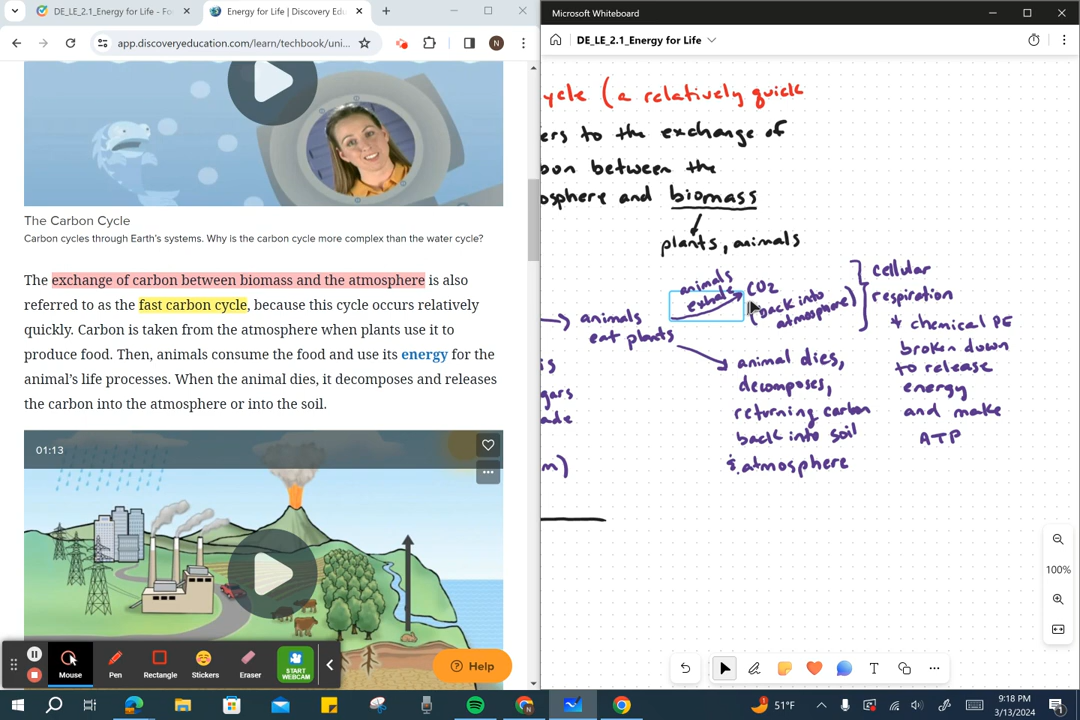 DE_LE_2.1_Energy for Life - Fo
Energy for Life | Discovery Edu
app.discoveryeducation.com/learn/techbook/uni...
N
The Carbon Cycle
Carbon cycles through Earth's systems. Why is the carbon cycle more complex than the water cycle?
The exchange of carbon between biomass and the atmosphere is also
referred to as the fast carbon cycle, because this cycle occurs relatively
quickly. Carbon is taken from the atmosphere when plants use it to
produce food. Then, animals consume the food and use its energy for the
animal's life processes. When the animal dies, it decomposes and releases
the carbon into the atmosphere or into the soil.
01:13
Mouse
Pen
Rectangle
Stickers
Eraser
START
WEBCAM
Help
Microsoft Whiteboard
DE_LE_2.1_Energy for Life
ycle (a relatively quick
ers to the exchange of
bon between the
osphere and biomass
plants, animals
animals
exhale
CO2
(back into
atmosphere)
cellular
respiration
* chemical PE
broken down
to release
energy
and make
ATP
animals
eat plants
is
gars
ade
m)
animal dies,
decomposes,
returning carbon
back into soil
& atmosphere
100%
51°F
9:18 PM
3/13/2024